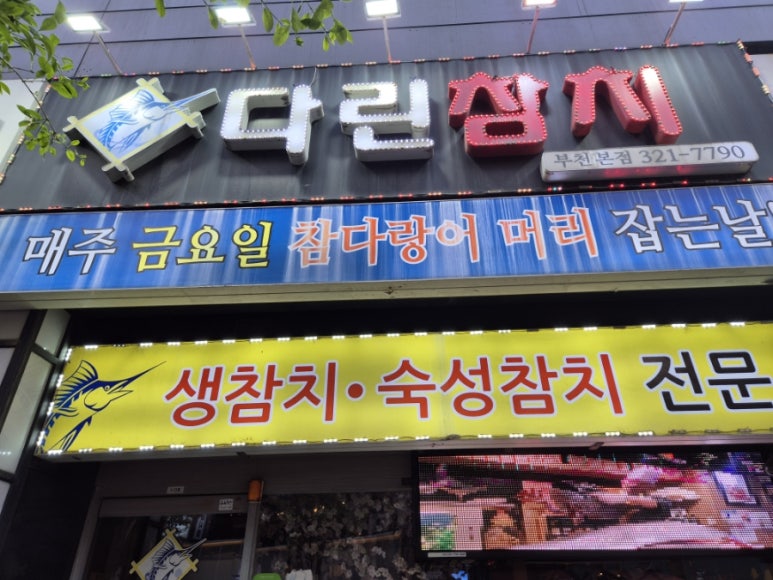 다린참치
부천본점 321-7790
매주 금요일 참다랑어 머리 잡는날
생참치·숙성참치 전문